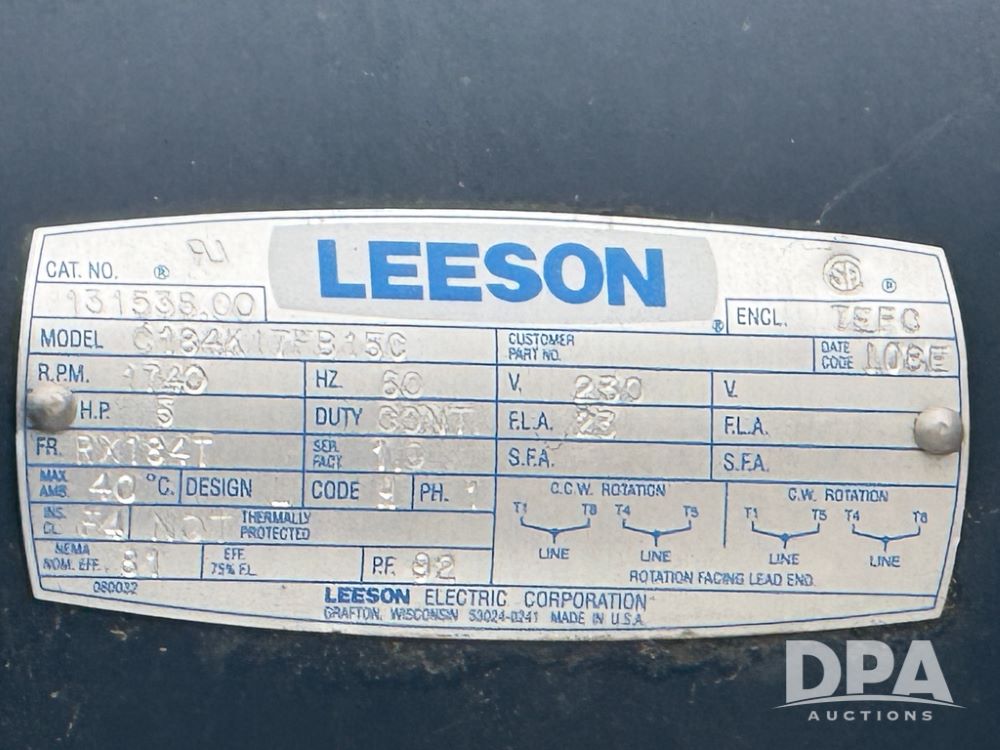 CAT. NO. ®
LEESON ®
131538.00
ENCL. TEFC
MODEL C184K17FB15C
CUSTOMER PART NO.
DATE CODE
R.P.M. 1740
HZ. 60
V. 230
V.
H.P. 5
DUTY CONT
F.L.A. 23
F.L.A.
FR. RX184T
SER. FACT. 1.0
S.F.A.
S.F.A.
MAX. AMB. 40 °C.
DESIGN L
CODE
PH. 1
C.C.W. ROTATION
C.W. ROTATION
T1 T8 T4 T5
T1 T5 T4 T8
LINE LINE
LINE LINE
INS. CL.
NOT THERMALLY PROTECTED
NEMA NOM. EFF. 81
EFF. 75% F.L.
P.F. 92
ROTATION FACING LEAD END
080032
LEESON ELECTRIC CORPORATION
GRAFTON, WISCONSIN 53024-0241 MADE IN U.S.A.
DPA
AUCTIONS